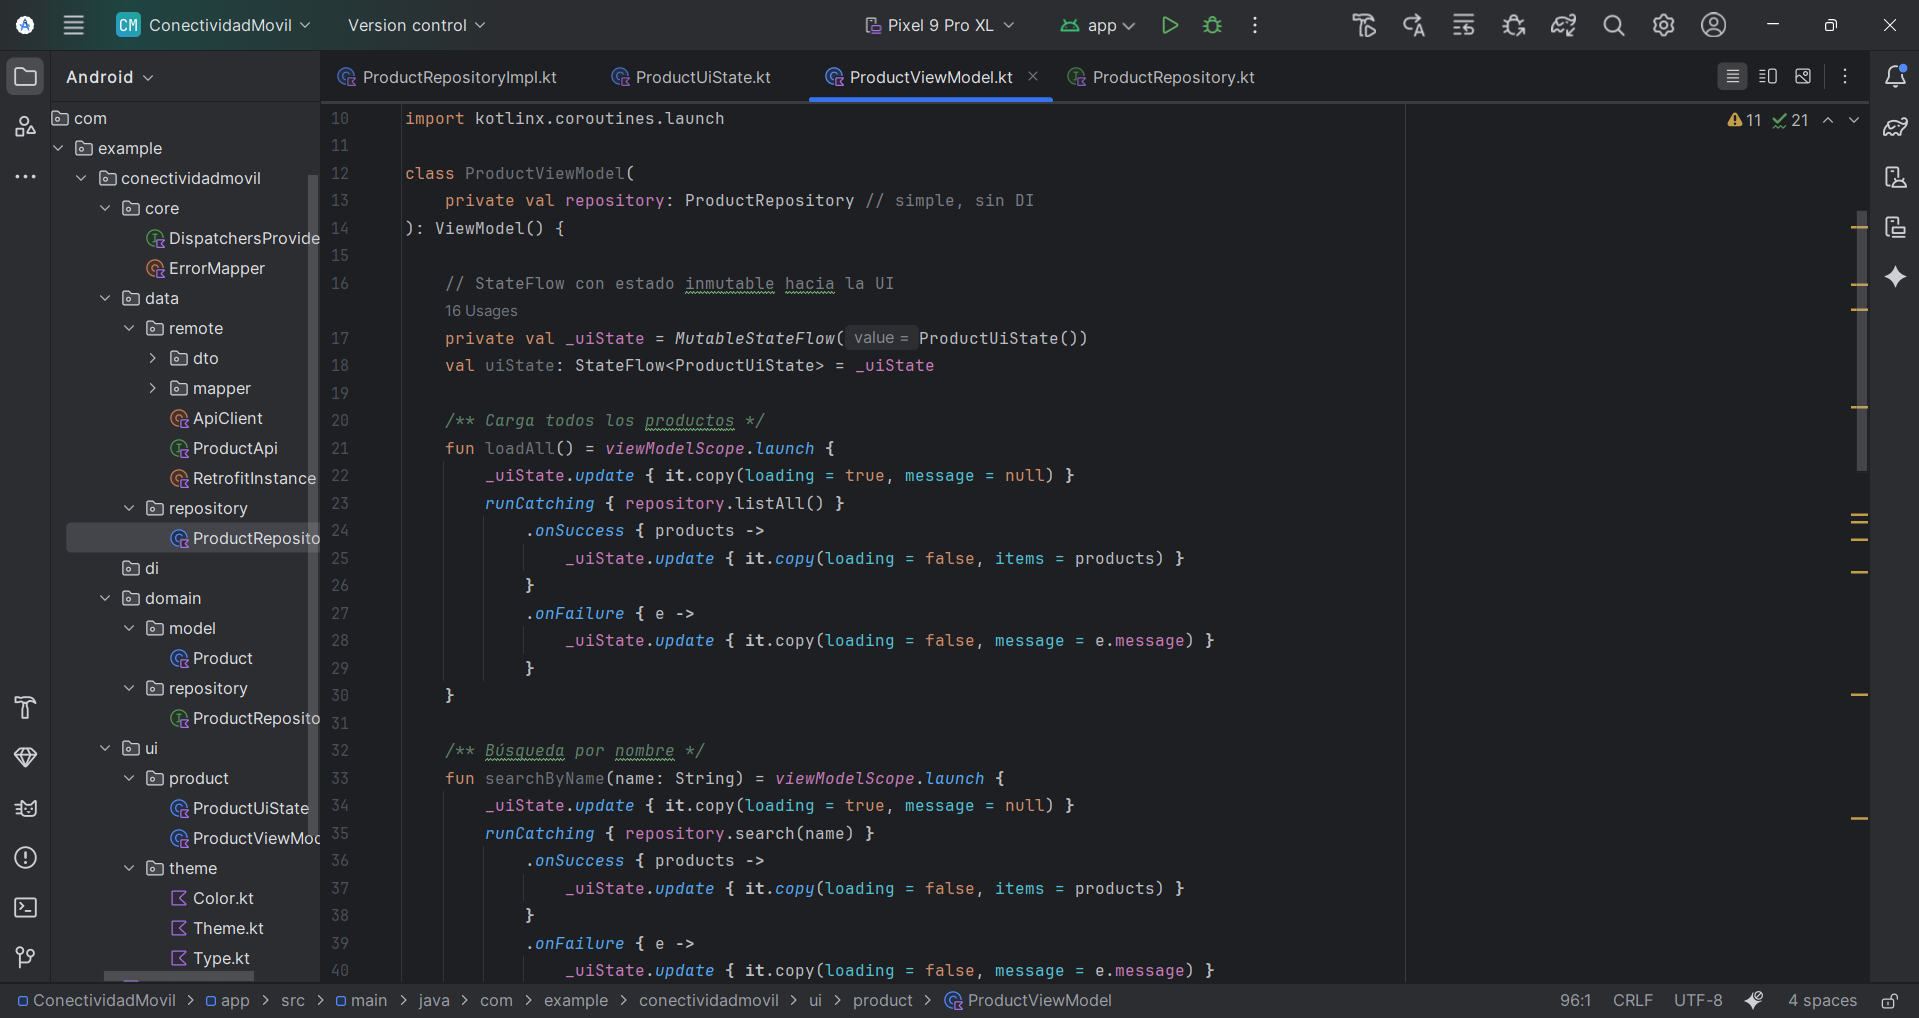 CM ConectividadMovil Version control Pixel 9 Pro XL app
Android
ProductRepositoryImpl.kt ProductUiState.kt ProductViewModel.kt ProductRepository.kt
com
example
conectividadmovil
core
DispatchersProvide
ErrorMapper
data
remote
dto
mapper
ApiClient
ProductApi
RetrofitInstance
repository
ProductReposito
di
domain
model
Product
repository
ProductReposito
ui
product
ProductUiState
ProductViewMod
theme
Color.kt
Theme.kt
Type.kt
11 21
10 import kotlinx.coroutines.launch
11
12 class ProductViewModel(
13 private val repository: ProductRepository // simple, sin DI
14 ): ViewModel() {
15
16 // StateFlow con estado inmutable hacia la UI
16 Usages
17 private val _uiState = MutableStateFlow( value = ProductUiState())
18 val uiState: StateFlow<ProductUiState> = _uiState
19
20 /** Carga todos los productos */
21 fun loadAll() = viewModelScope.launch {
22 _uiState.update { it.copy(loading = true, message = null) }
23 runCatching { repository.listAll() }
24 .onSuccess { products ->
25 _uiState.update { it.copy(loading = false, items = products) }
26 }
27 .onFailure { e ->
28 _uiState.update { it.copy(loading = false, message = e.message) }
29 }
30 }
31
32 /** Búsqueda por nombre */
33 fun searchByName(name: String) = viewModelScope.launch {
34 _uiState.update { it.copy(loading = true, message = null) }
35 runCatching { repository.search(name) }
36 .onSuccess { products ->
37 _uiState.update { it.copy(loading = false, items = products) }
38 }
39 .onFailure { e ->
40 _uiState.update { it.copy(loading = false, message = e.message) }
ConectividadMovil > app > src > main > java > com > example > conectividadmovil > ui > product > ProductViewModel 96:1 CRLF UTF-8 4 spaces